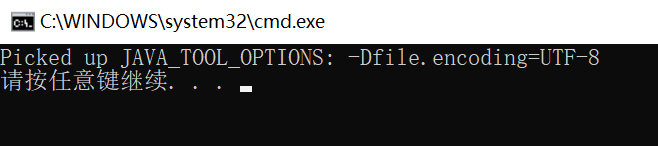 C:\WINDOWS\system32\cmd.exe
Picked up JAVA_TOOL_OPTIONS: -Dfile.encoding=UTF-8
请按任意键继续. . .